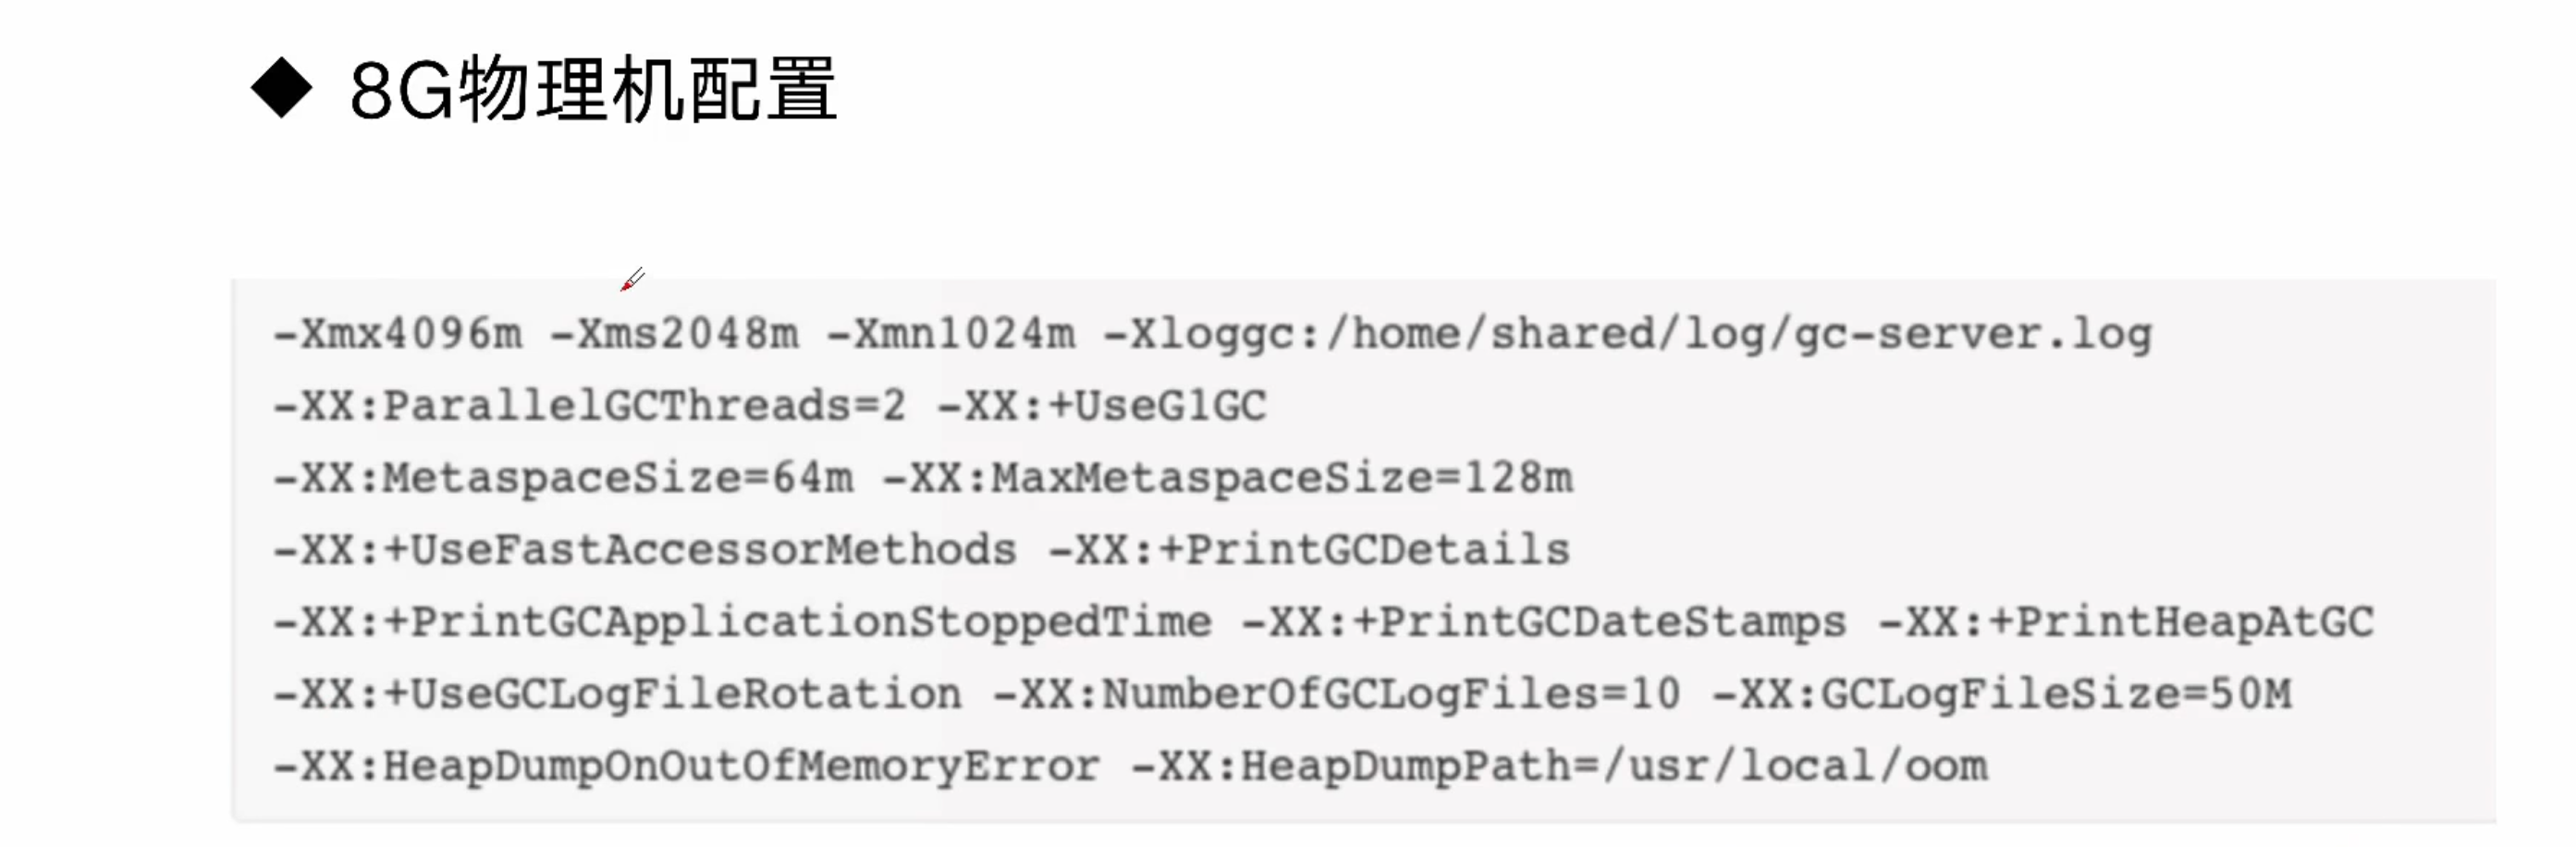 ◆ 8G物理机配置
-Xmx4096m -Xms2048m -Xmn1024m -Xloggc:/home/shared/log/gc-server.log
-XX:ParallelGCThreads=2 -XX:+UseG1GC
-XX:MetaspaceSize=64m -XX:MaxMetaspaceSize=128m
-XX:+UseFastAccessorMethods -XX:+PrintGCDetails
-XX:+PrintGCApplicationStoppedTime -XX:+PrintGCDateStamps -XX:+PrintHeapAtGC
-XX:+UseGCLogFileRotation -XX:NumberOfGCLogFiles=10 -XX:GCLogFileSize=50M
-XX:HeapDumpOnOutOfMemoryError -XX:HeapDumpPath=/usr/local/oom